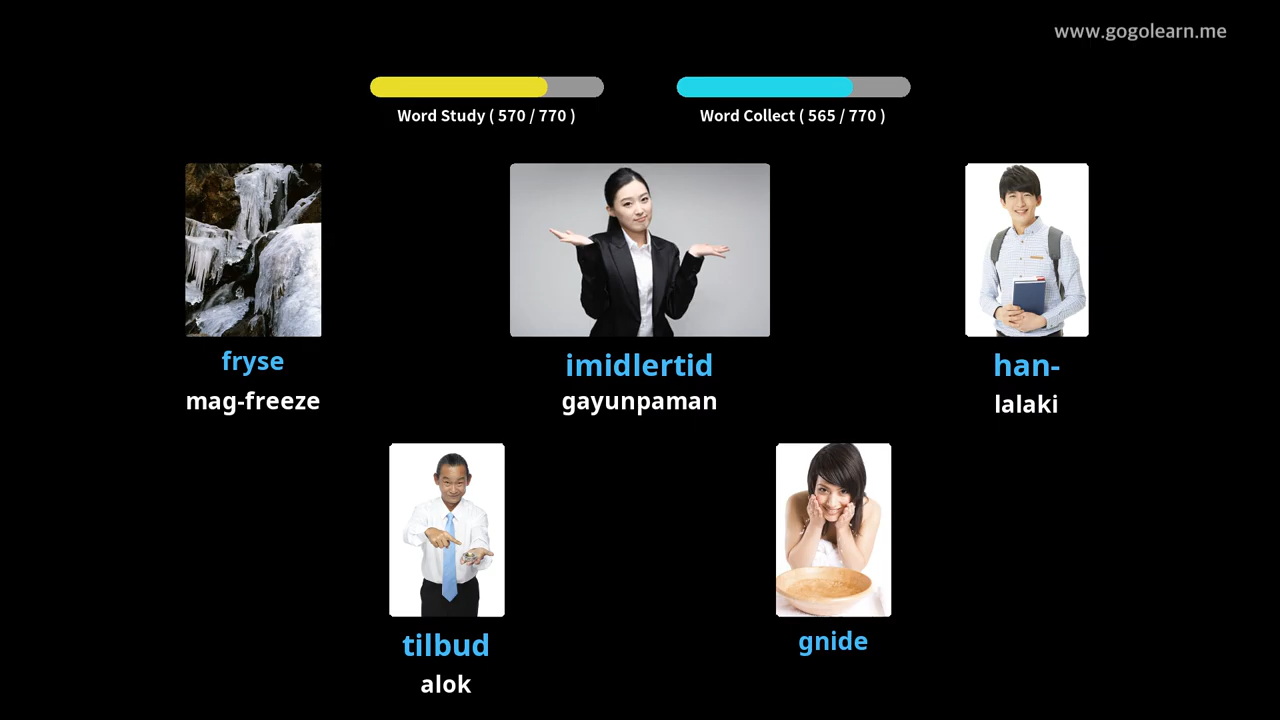 www.gogolearn.me
Word Study ( 570 / 770 )
Word Collect ( 565 / 770 )
fryse
mag-freeze
imidlertid
gayunpaman
han-
lalaki
tilbud
alok
gnide